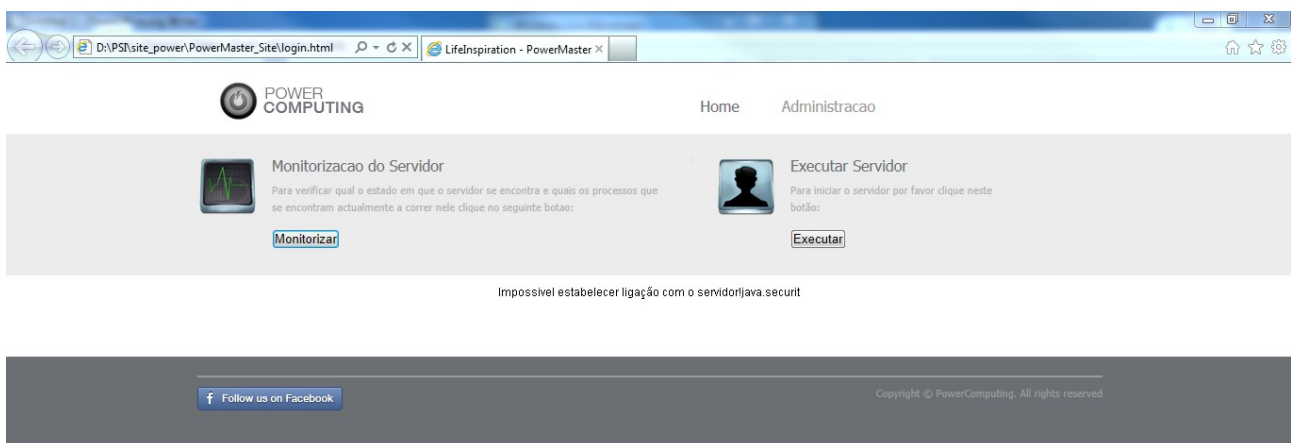 D:\PSI\site_power\PowerMaster_Site\login.html
LifeInspiration - PowerMaster
POWER
COMPUTING
Home
Administracao
Monitorizacao do Servidor
Para verificar qual o estado em que o servidor se encontra e quais os processos que
se encontram actualmente a correr nele clique no seguinte botao:
Monitorizar
Executar Servidor
Para iniciar o servidor por favor clique neste
botão:
Executar
Impossivel estabelecer ligação com o servidor!java.securit
f Follow us on Facebook
Copyright © PowerComputing. All rights reserved